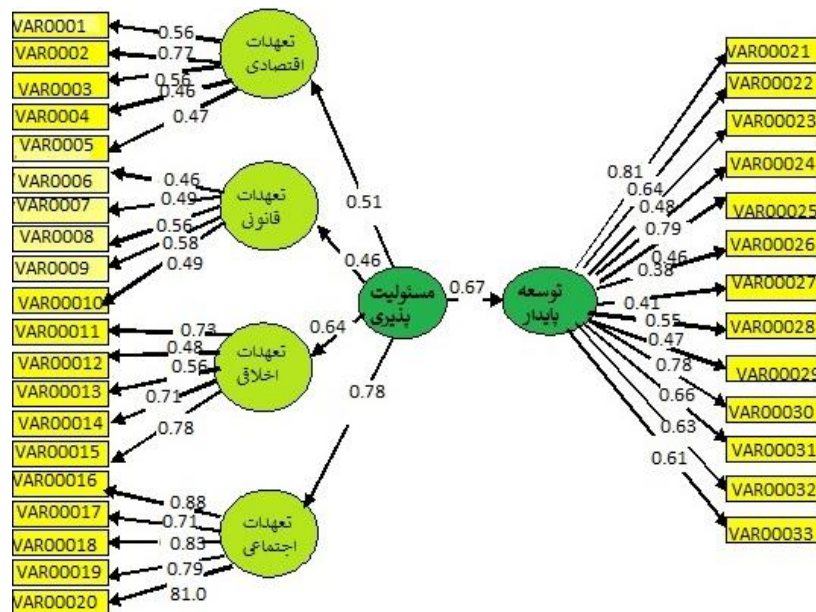 VAR0001
VAR0002
VAR0003
VAR0004
VAR0005
VAR0006
VAR0007
VAR0008
VAR0009
VAR00010
VAR00011
VAR00012
VAR00013
VAR00014
VAR00015
VAR00016
VAR00017
VAR00018
VAR00019
VAR00020
0.56
0.77
0.56
0.46
0.47
0.46
0.49
0.56
0.58
0.49
0.73
0.48
0.56
0.71
0.78
0.88
0.71
0.83
0.79
81.0
تعهدات
اقتصادی
تعهدات
قانونی
تعهدات
اخلاقی
تعهدات
اجتماعی
0.51
0.46
0.64
0.78
مسئولیت
پذیری
0.67
توسعه
پایدار
0.81
0.64
0.48
0.79
0.46
0.38
0.41
0.55
0.47
0.78
0.66
0.63
0.61
VAR00021
VAR00022
VAR00023
VAR00024
VAR00025
VAR00026
VAR00027
VAR00028
VAR00029
VAR00030
VAR00031
VAR00032
VAR00033